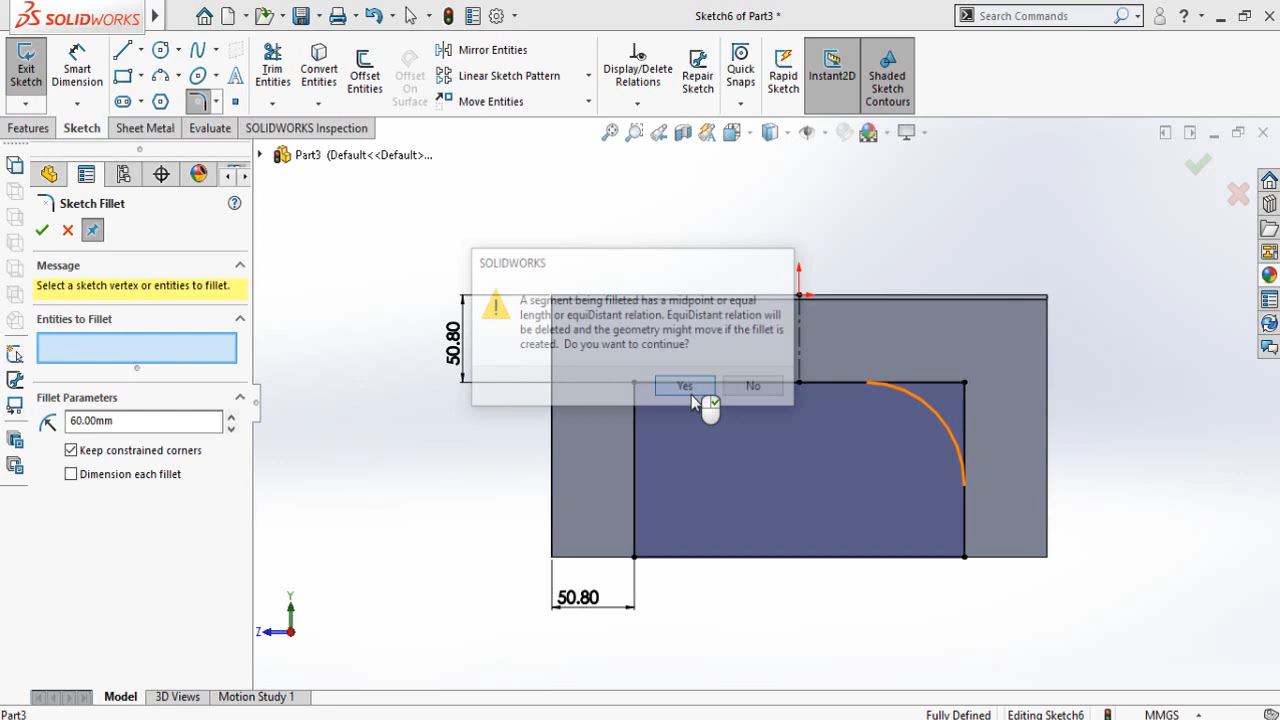 SOLIDWORKS
Sketch6 of Part3 *
Search Commands
?
Exit Sketch
Smart Dimension
Trim Entities
Convert Entities
Offset Entities
Offset On Surface
Mirror Entities
Linear Sketch Pattern
Move Entities
Display/Delete Relations
Repair Sketch
Quick Snaps
Rapid Sketch
Instant2D
Shaded Sketch Contours
Features
Sketch
Sheet Metal
Evaluate
SOLIDWORKS Inspection
Part3 (Default<<Default>...
Sketch Fillet
?
Message
Select a sketch vertex or entities to fillet.
Entities to Fillet
Fillet Parameters
60.00mm
Keep constrained corners
Dimension each fillet
SOLIDWORKS
A segment being filleted has a midpoint or equal
length or equiDistant relation. EquiDistant relation will
be deleted and the geometry might move if the fillet is
created. Do you want to continue?
Yes
No
50.80
50.80
Y
Z
Model
3D Views
Motion Study 1
Part3
Fully Defined
Editing Sketch6
MMGS